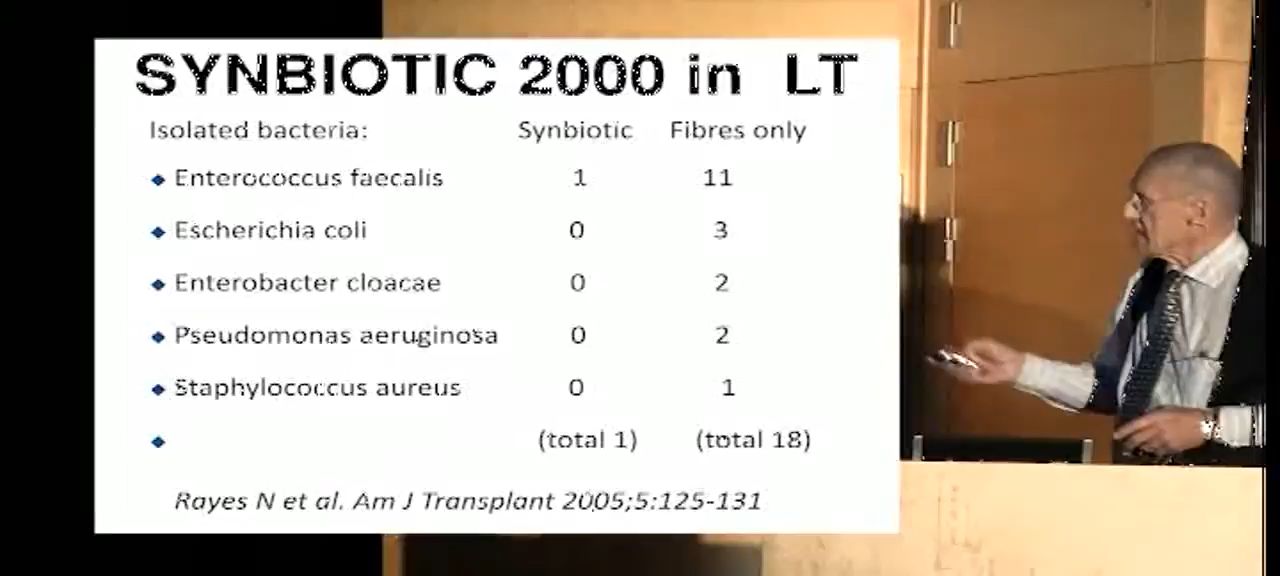 SYNBIOTIC 2000 in LT
Isolated bacteria: Synbiotic Fibres only
Enterococcus faecalis 1 11
Escherichia coli 0 3
Enterobacter cloacae 0 2
Pseudomonas aeruginosa 0 2
Staphylococcus aureus 0 1
(total 1) (total 18)
Rayes N et al. Am J Transplant 2005;5:125-131